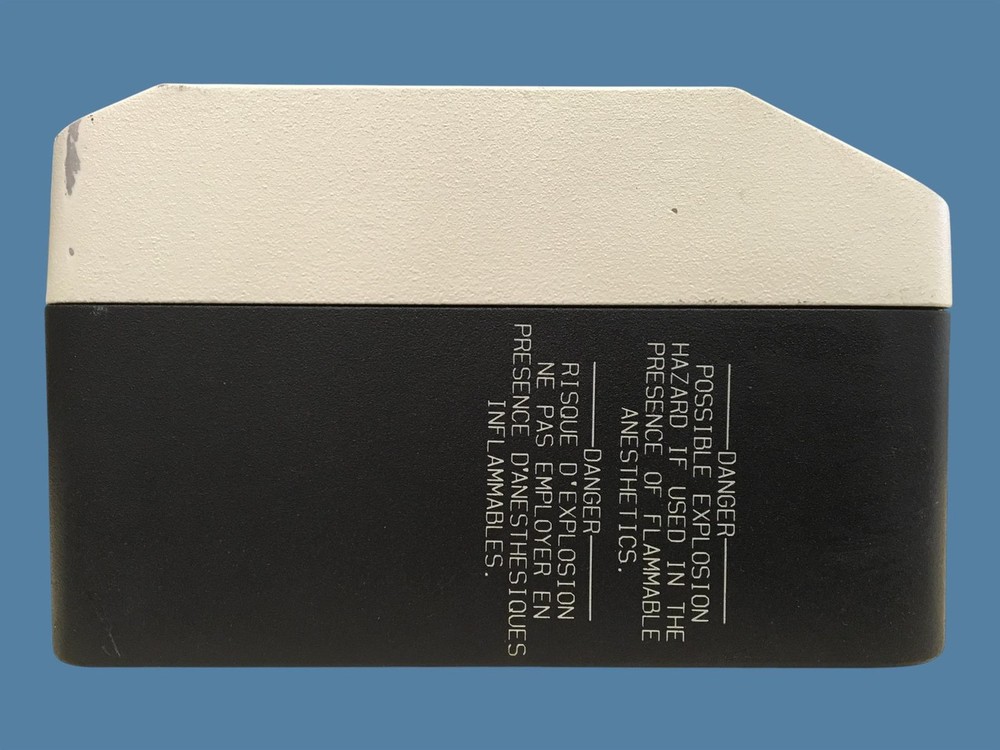 DANGER
POSSIBLE EXPLOSION
HAZARD IF USED IN THE
PRESENCE OF FLAMMABLE
ANESTHETICS.
DANGER
RISQUE D'EXPLOSION
NE PAS EMPLOYER EN
PRESENCE D'ANESTHESIQUES
INFLAMMABLES.